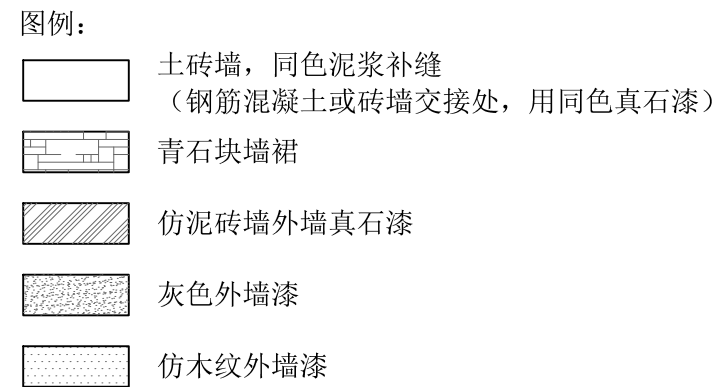 图例：
土砖墙，同色泥浆补缝
（钢筋混凝土或砖墙交接处，用同色真石漆）
青石块墙裙
仿泥砖墙外墙真石漆
灰色外墙漆
仿木纹外墙漆